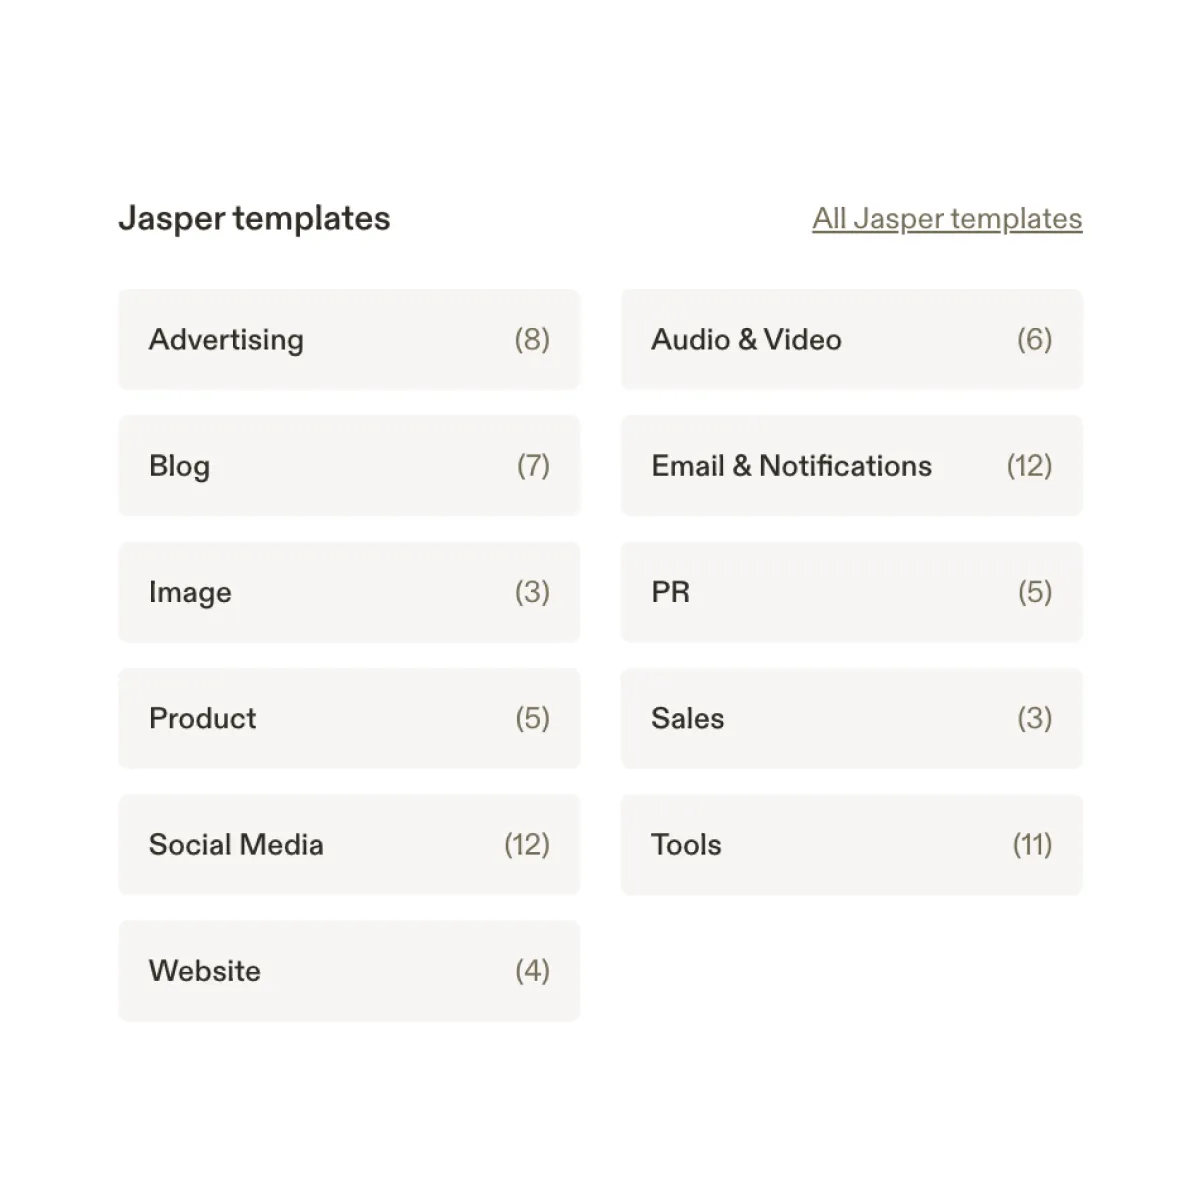 Jasper templates
All Jasper templates
Advertising (8)
Audio & Video (6)
Blog (7)
Email & Notifications (12)
Image (3)
PR (5)
Product (5)
Sales (3)
Social Media (12)
Tools (11)
Website (4)